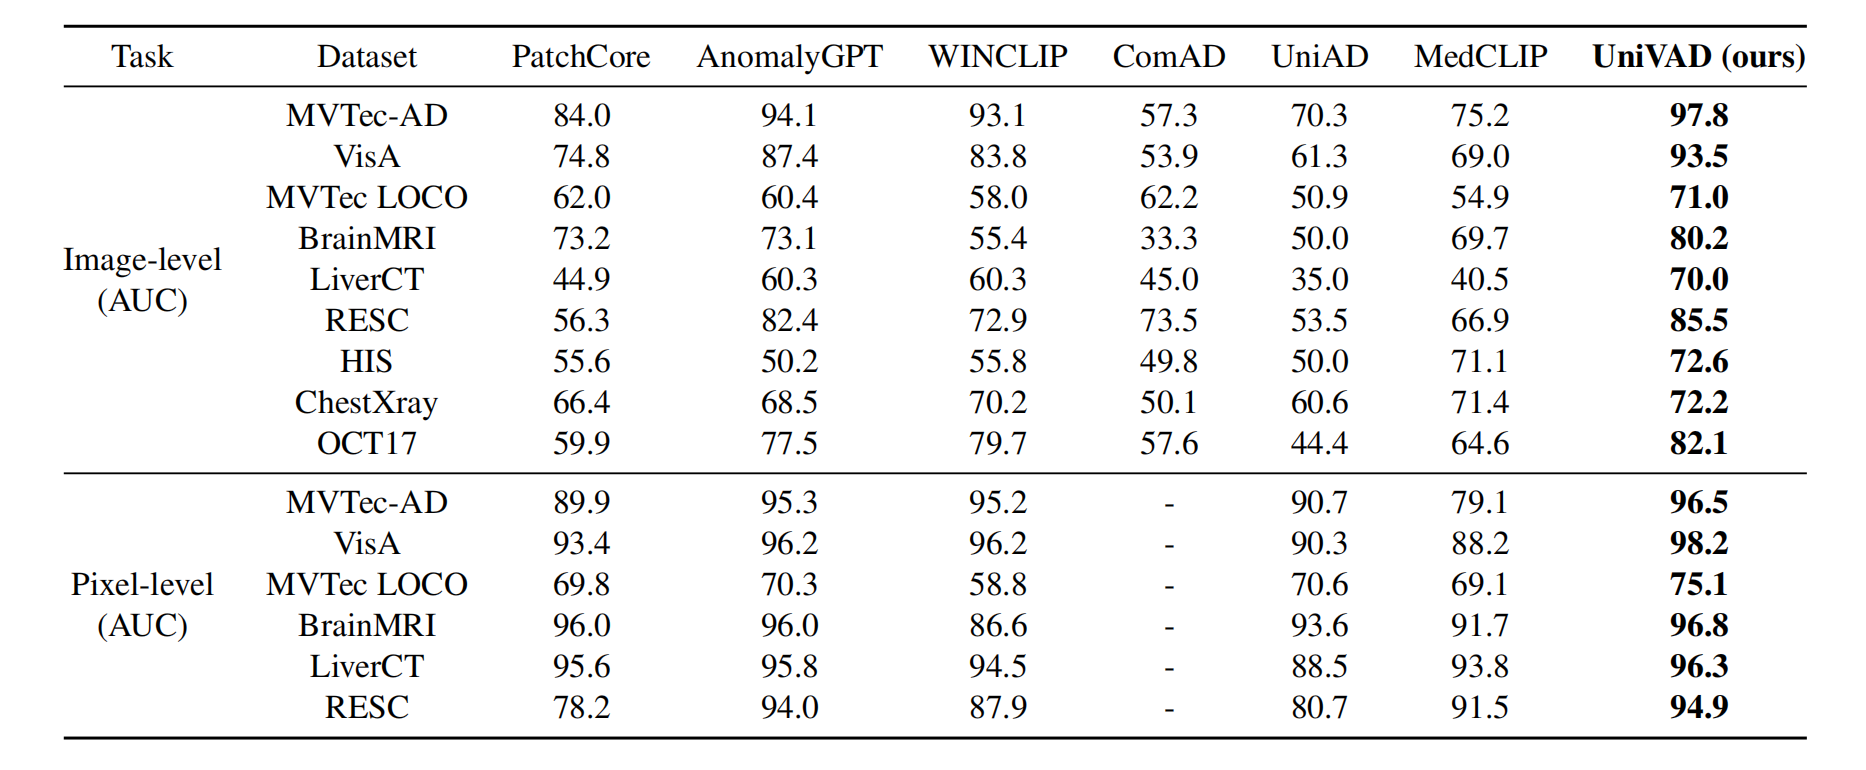 Task Dataset PatchCore AnomalyGPT WINCLIP ComAD UniAD MedCLIP UniVAD (ours)
Image-level (AUC)
MVTec-AD 84.0 94.1 93.1 57.3 70.3 75.2 97.8
VisA 74.8 87.4 83.8 53.9 61.3 69.0 93.5
MVTec LOCO 62.0 60.4 58.0 62.2 50.9 54.9 71.0
BrainMRI 73.2 73.1 55.4 33.3 50.0 69.7 80.2
LiverCT 44.9 60.3 60.3 45.0 35.0 40.5 70.0
RESC 56.3 82.4 72.9 73.5 53.5 66.9 85.5
HIS 55.6 50.2 55.8 49.8 50.0 71.1 72.6
ChestXray 66.4 68.5 70.2 50.1 60.6 71.4 72.2
OCT17 59.9 77.5 79.7 57.6 44.4 64.6 82.1
Pixel-level (AUC)
MVTec-AD 89.9 95.3 95.2 - 90.7 79.1 96.5
VisA 93.4 96.2 96.2 - 90.3 88.2 98.2
MVTec LOCO 69.8 70.3 58.8 - 70.6 69.1 75.1
BrainMRI 96.0 96.0 86.6 - 93.6 91.7 96.8
LiverCT 95.6 95.8 94.5 - 88.5 93.8 96.3
RESC 78.2 94.0 87.9 - 80.7 91.5 94.9